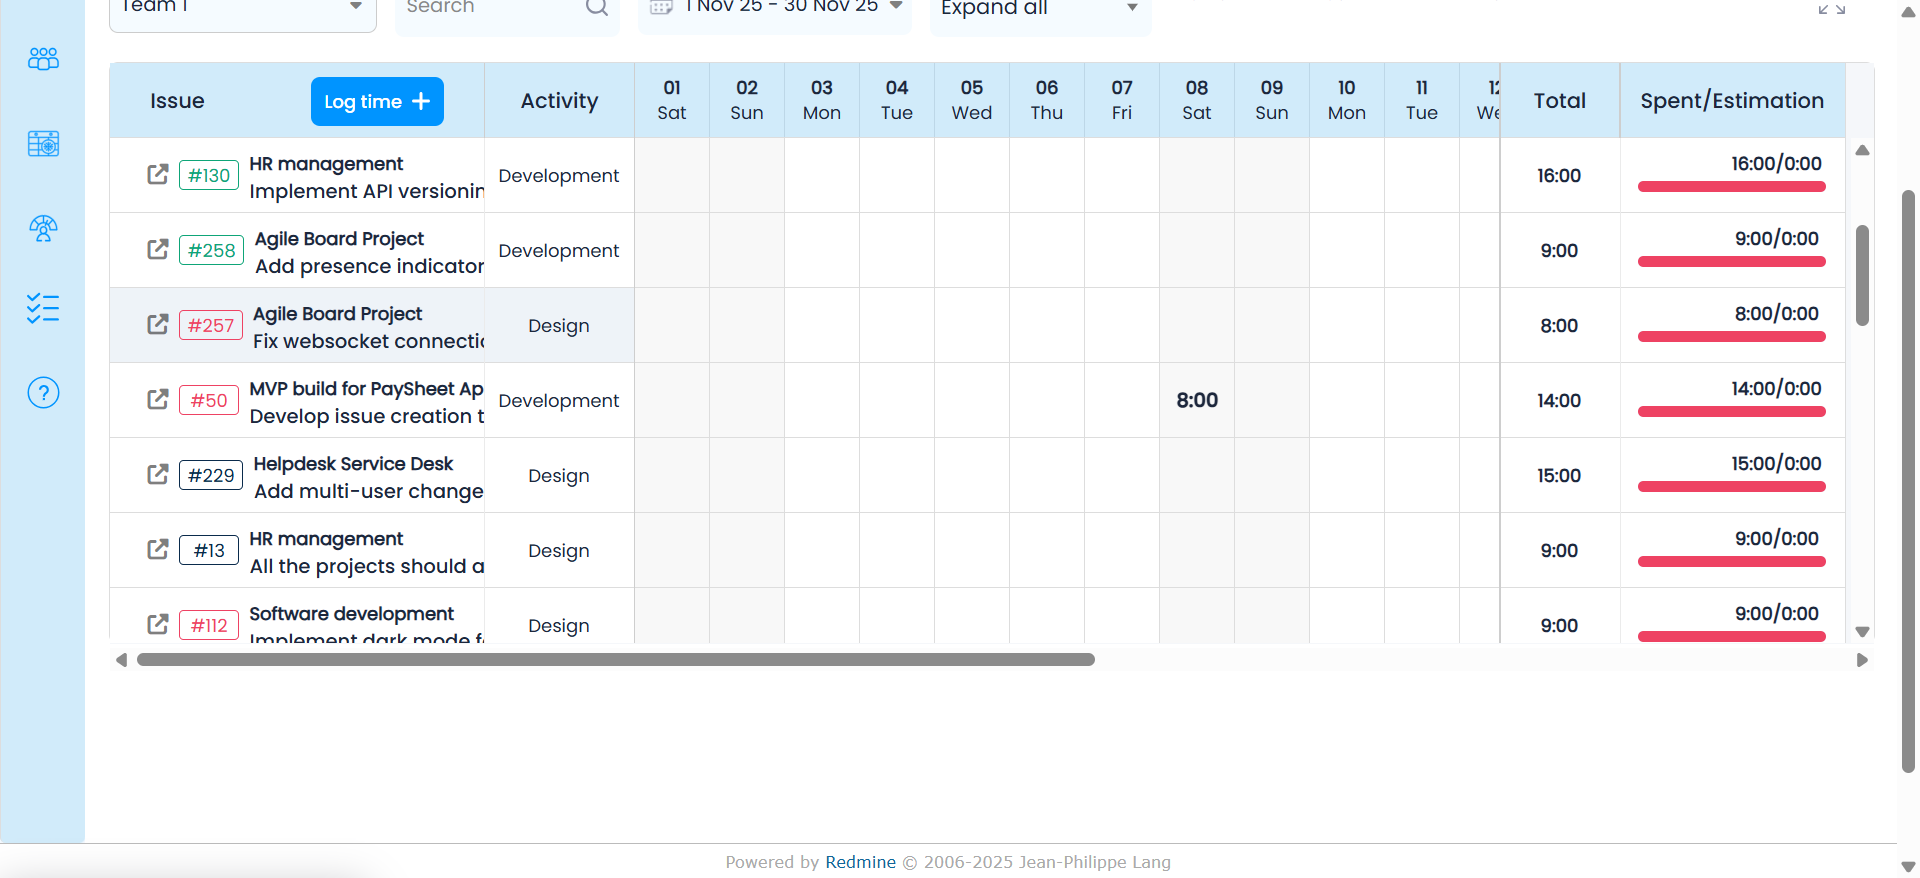 Team 1
Search
1 Nov 25 - 30 Nov 25
Expand all
Issue
Log time +
Activity
01
Sat
02
Sun
03
Mon
04
Tue
05
Wed
06
Thu
07
Fri
08
Sat
09
Sun
10
Mon
11
Tue
12
We
Total
Spent/Estimation
#130
HR management
Implement API versionin
Development
16:00
16:00/0:00
#258
Agile Board Project
Add presence indicator
Development
9:00
9:00/0:00
#257
Agile Board Project
Fix websocket connectio
Design
8:00
8:00/0:00
#50
MVP build for PaySheet Ap
Develop issue creation t
Development
8:00
14:00
14:00/0:00
#229
Helpdesk Service Desk
Add multi-user change
Design
15:00
15:00/0:00
#13
HR management
All the projects should a
Design
9:00
9:00/0:00
#112
Software development
Implement dark mode f
Design
9:00
9:00/0:00
?
Powered by Redmine © 2006-2025 Jean-Philippe Lang